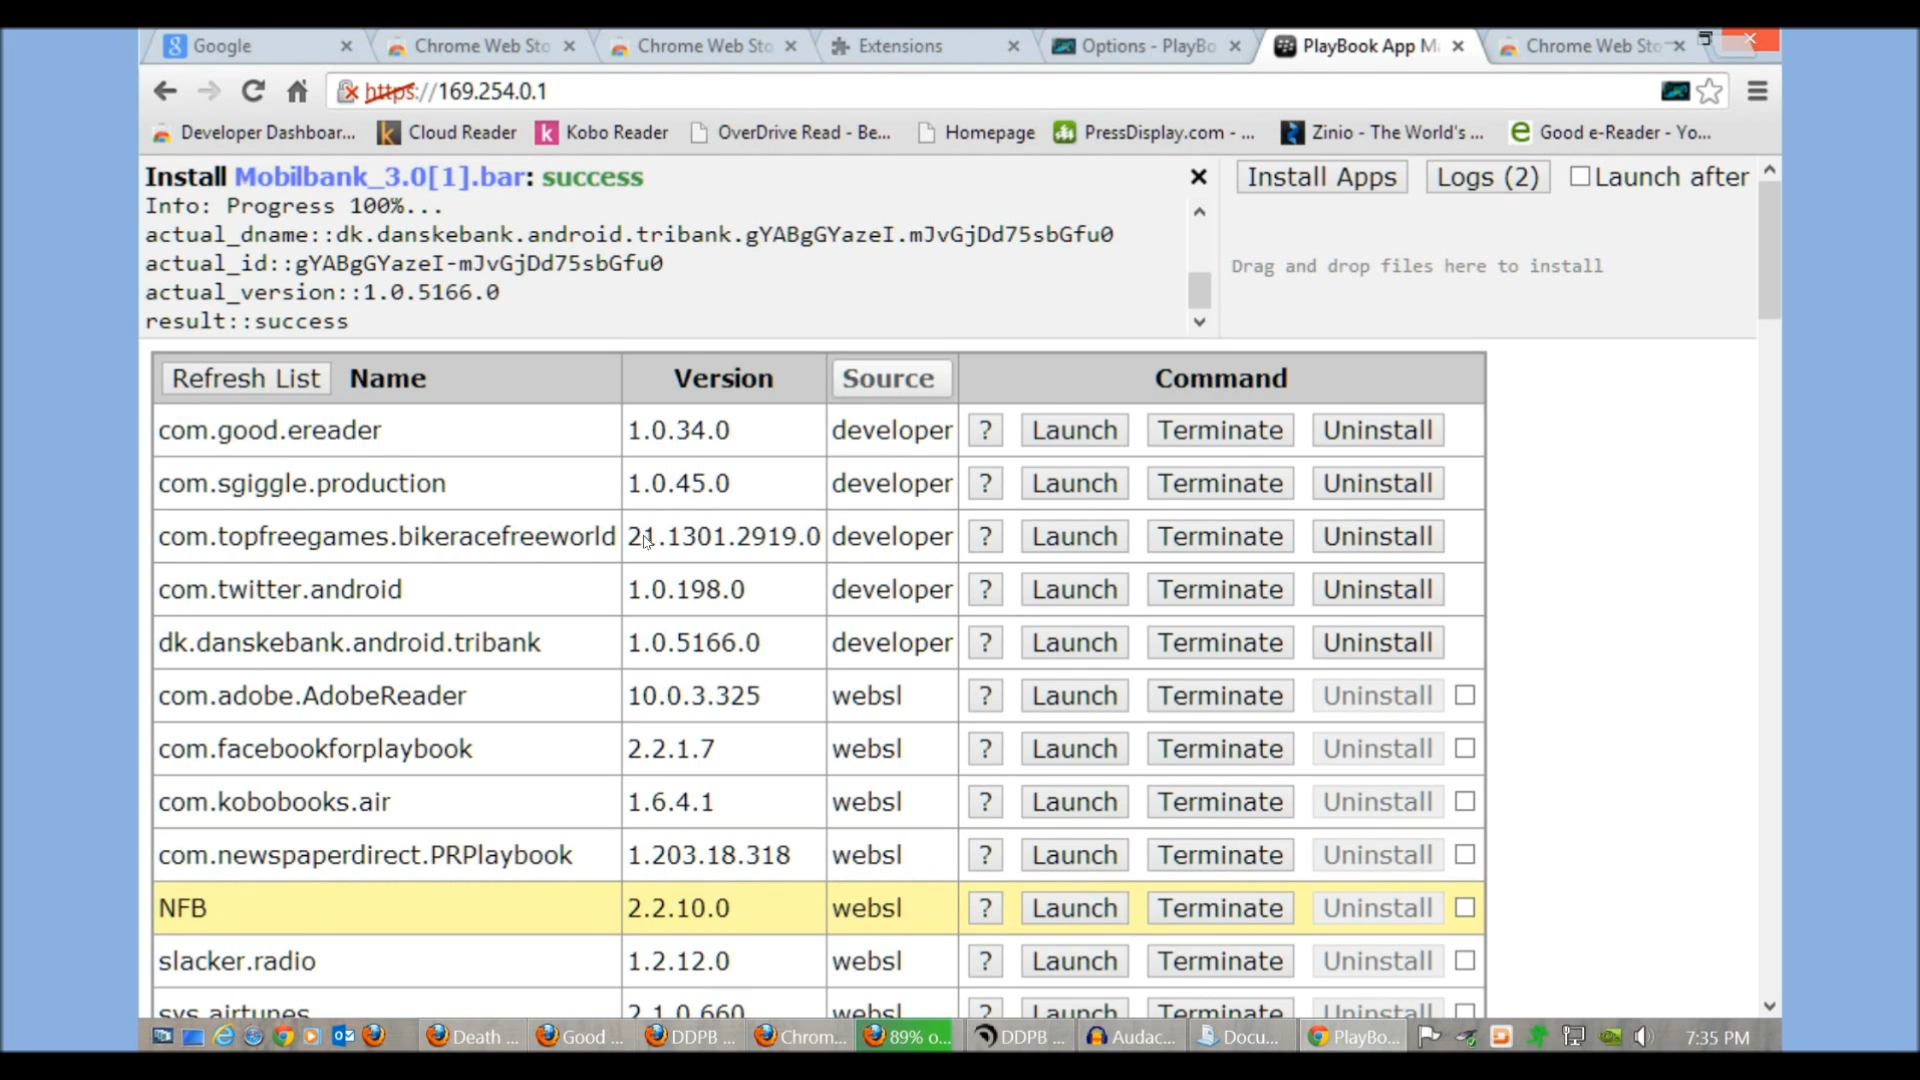 Google
Chrome Web Sto
Chrome Web Sto
Extensions
Options - PlayBo
PlayBook App M
Chrome Web Sto
https://169.254.0.1
Developer Dashboar...
Cloud Reader
Kobo Reader
OverDrive Read - Be...
Homepage
PressDisplay.com - ...
Zinio - The World's ...
Good e-Reader - Yo...
Install Mobilbank_3.0[1].bar: success
Info: Progress 100%...
actual_dname::dk.danskebank.android.tribank.gYABgGYazeI.mJvGjDd75sbGfu0
actual_id::gYABgGYazeI-mJvGjDd75sbGfu0
actual_version::1.0.5166.0
result::success
Install Apps Logs (2) Launch after
Drag and drop files here to install
Refresh List Name Version Source Command
com.good.ereader 1.0.34.0 developer ? Launch Terminate Uninstall
com.sgiggle.production 1.0.45.0 developer ? Launch Terminate Uninstall
com.topfreegames.bikeracefreeworld 21.1301.2919.0 developer ? Launch Terminate Uninstall
com.twitter.android 1.0.198.0 developer ? Launch Terminate Uninstall
dk.danskebank.android.tribank 1.0.5166.0 developer ? Launch Terminate Uninstall
com.adobe.AdobeReader 10.0.3.325 websl ? Launch Terminate Uninstall
com.facebookforplaybook 2.2.1.7 websl ? Launch Terminate Uninstall
com.kobobooks.air 1.6.4.1 websl ? Launch Terminate Uninstall
com.newspaperdirect.PRPlaybook 1.203.18.318 websl ? Launch Terminate Uninstall
NFB 2.2.10.0 websl ? Launch Terminate Uninstall
slacker.radio 1.2.12.0 websl ? Launch Terminate Uninstall
sys.airtunes 2.1.0.660 websl ? Launch Terminate Uninstall
Death ...
Good ...
DDPB ...
Chrom...
89% o...
DDPB ...
Audac...
Docu...
PlayBo...
7:35 PM